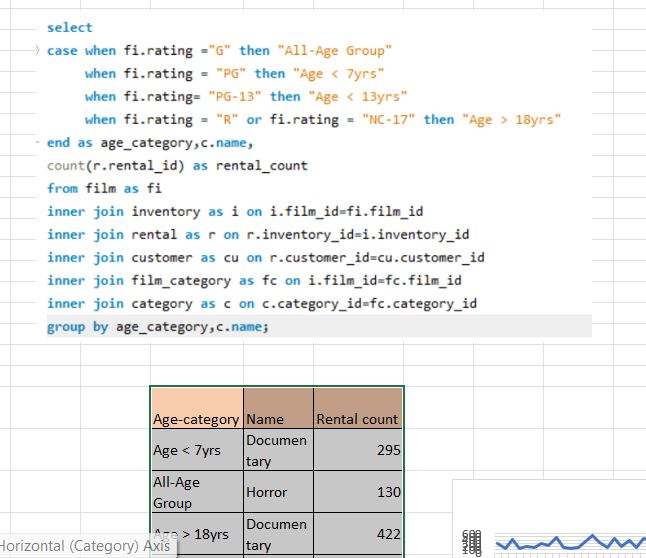 select
case when fi.rating ="G" then "All-Age Group"
when fi.rating = "PG" then "Age < 7yrs"
when fi.rating= "PG-13" then "Age < 13yrs"
when fi.rating = "R" or fi.rating = "NC-17" then "Age > 18yrs"
end as age_category,c.name,
count(r.rental_id) as rental_count
from film as fi
inner join inventory as i on i.film_id=fi.film_id
inner join rental as r on r.inventory_id=i.inventory_id
inner join customer as cu on r.customer_id=cu.customer_id
inner join film_category as fc on i.film_id=fc.film_id
inner join category as c on c.category_id=fc.category_id
group by age_category,c.name;
Age-category Name Rental count
Age < 7yrs Documen
tary 295
All-Age
Group Horror 130
Age > 18yrs Documen
tary 422
Horizontal (Category) Axis
600